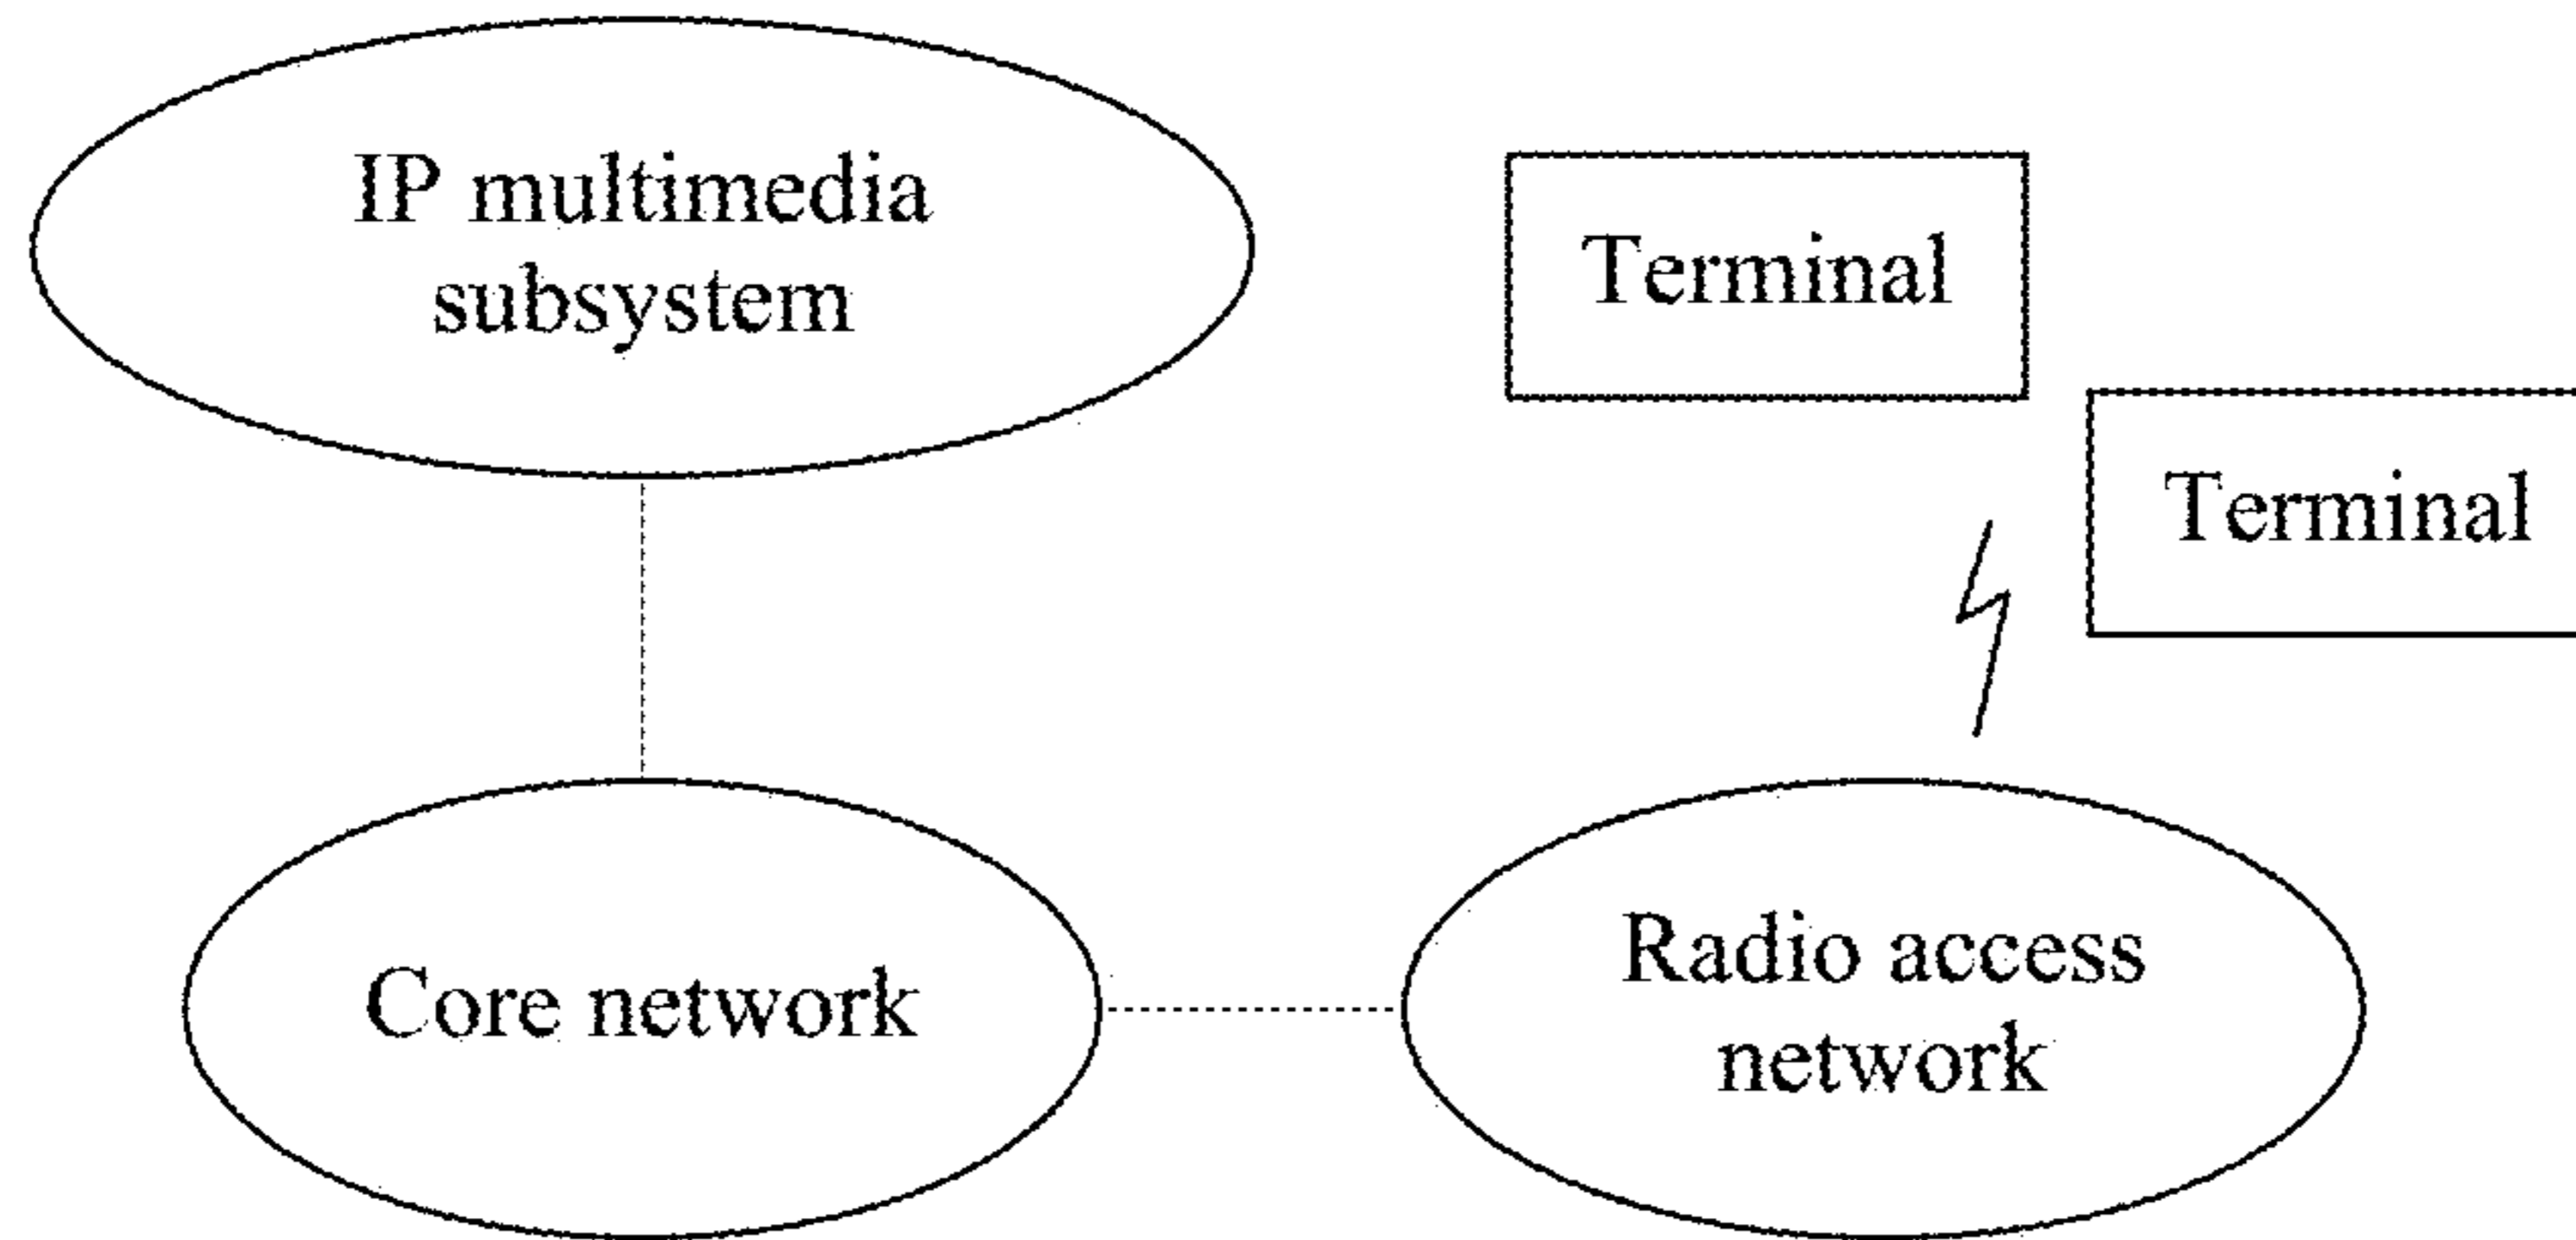 IP multimedia
subsystem
Terminal
Terminal
Core network
Radio access
network